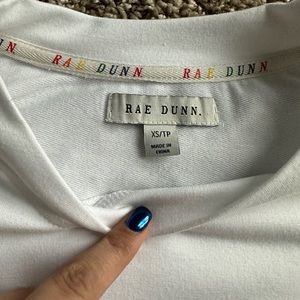 RAE DUNN RAE DUNN
RAE DUNN.
XS/TP
MADE IN
CHINA